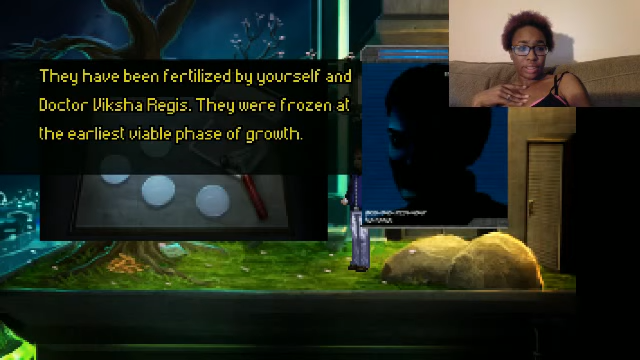 They have been fertilized by yourself and
Doctor Viksha Regis. They were frozen at
the earliest viable phase of growth.